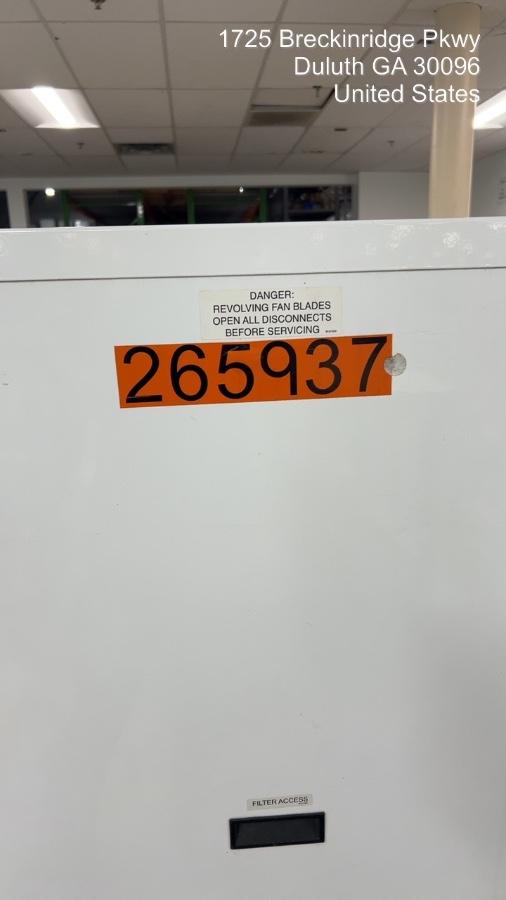 1725 Breckinridge Pkwy
Duluth GA 30096
United States
DANGER:
REVOLVING FAN BLADES
OPEN ALL DISCONNECTS
BEFORE SERVICING
265937
FILTER ACCESS